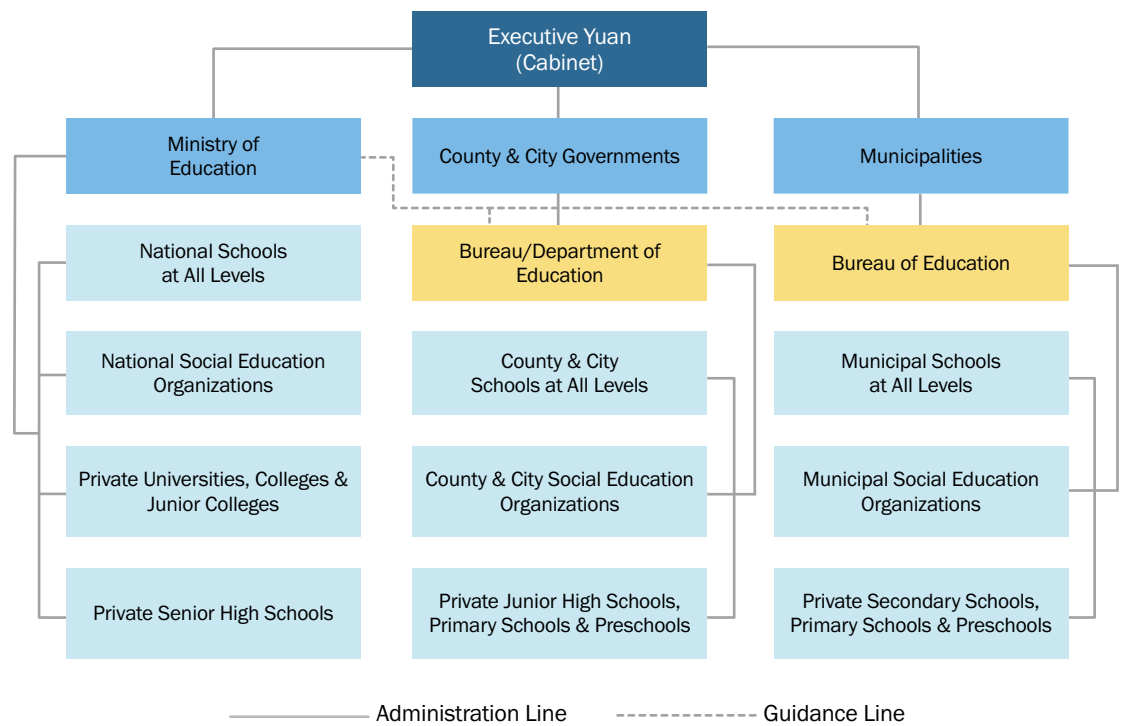 Executive Yuan
(Cabinet)
Ministry of
Education
County & City Governments
Municipalities
National Schools
at All Levels
Bureau/Department of
Education
Bureau of Education
National Social Education
Organizations
County & City
Schools at All Levels
Municipal Schools
at All Levels
Private Universities, Colleges &
Junior Colleges
County & City Social Education
Organizations
Municipal Social Education
Organizations
Private Senior High Schools
Private Junior High Schools,
Primary Schools & Preschools
Private Secondary Schools,
Primary Schools & Preschools
Administration Line
Guidance Line